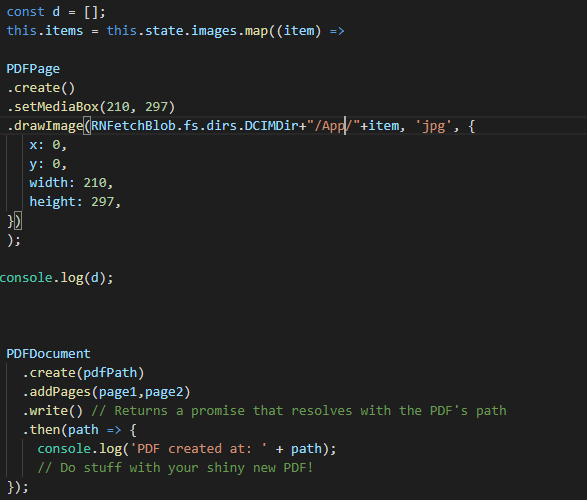 const d = [];
this.items = this.state.images.map((item) =>
PDFPage
.create()
.setMediaBox(210, 297)
.drawImage(RNFetchBlob.fs.dirs.DCIMDir+"/App/"+item, 'jpg', {
x: 0,
y: 0,
width: 210,
height: 297,
})
);
console.log(d);
PDFDocument
.create(pdfPath)
.addPages(page1,page2)
.write() // Returns a promise that resolves with the PDF's path
.then(path => {
console.log('PDF created at: ' + path);
// Do stuff with your shiny new PDF!
});